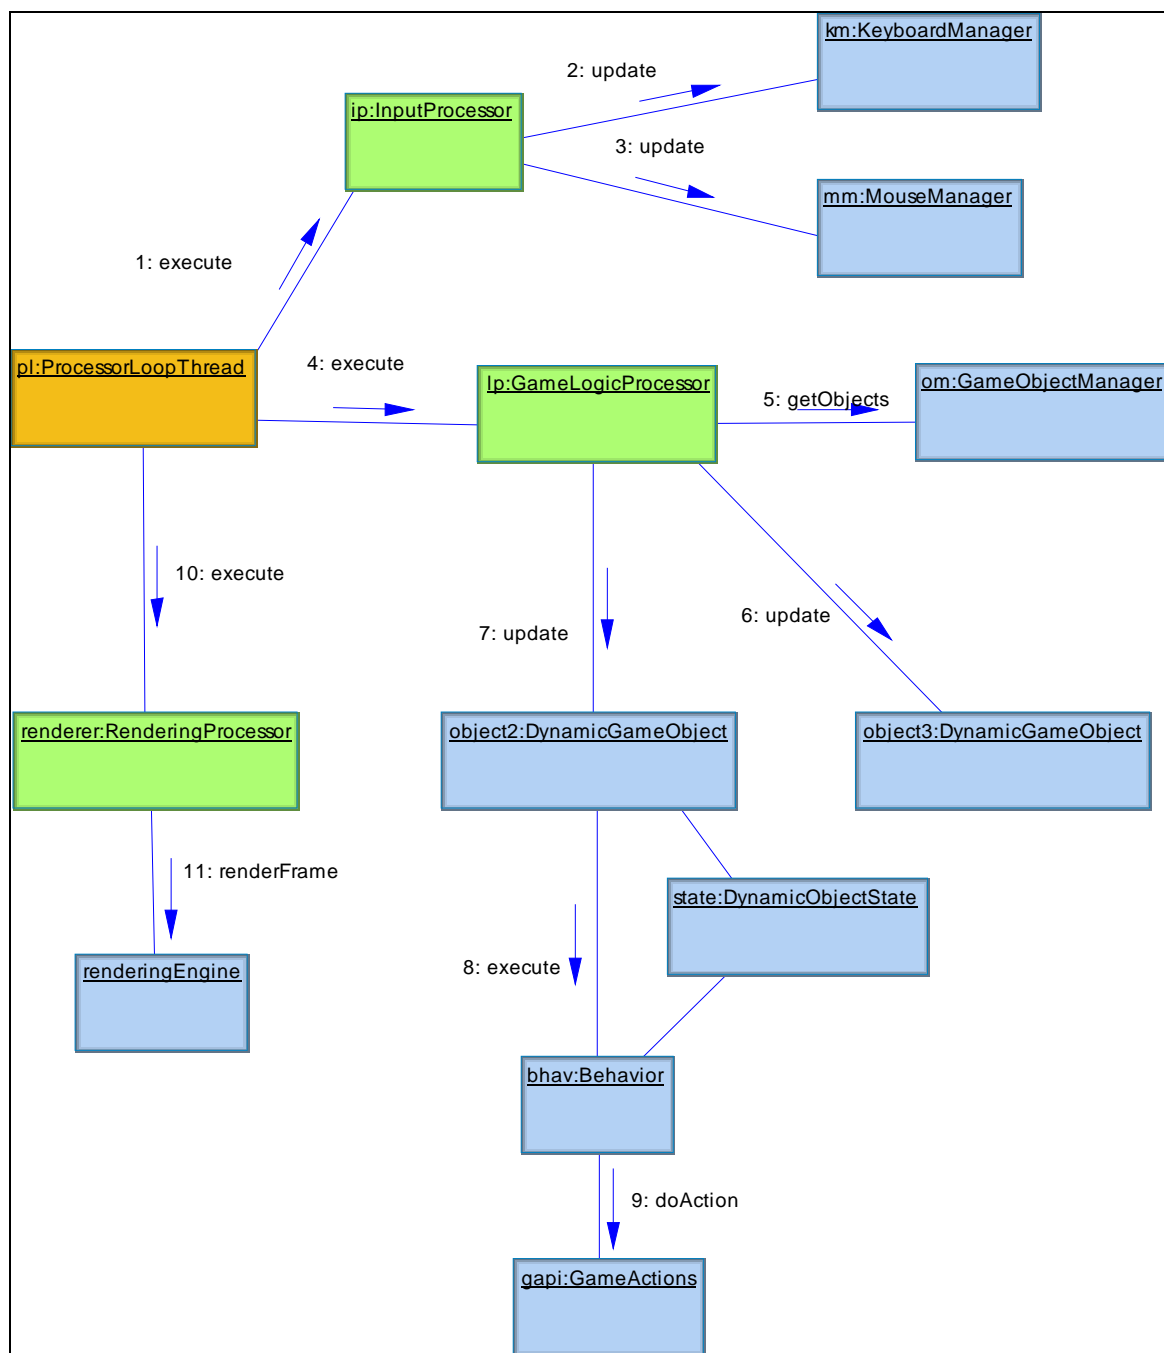 km:KeyboardManager
2: update
ip:InputProcessor
3: update
mm:MouseManager
1: execute
pl:ProcessorLoopThread
4: execute
lp:GameLogicProcessor
5: getObjects
om:GameObjectManager
10: execute
7: update
6: update
renderer:RenderingProcessor
object2:DynamicGameObject
object3:DynamicGameObject
11: renderFrame
state:DynamicObjectState
renderingEngine
8: execute
bhav:Behavior
9: doAction
gapi:GameActions